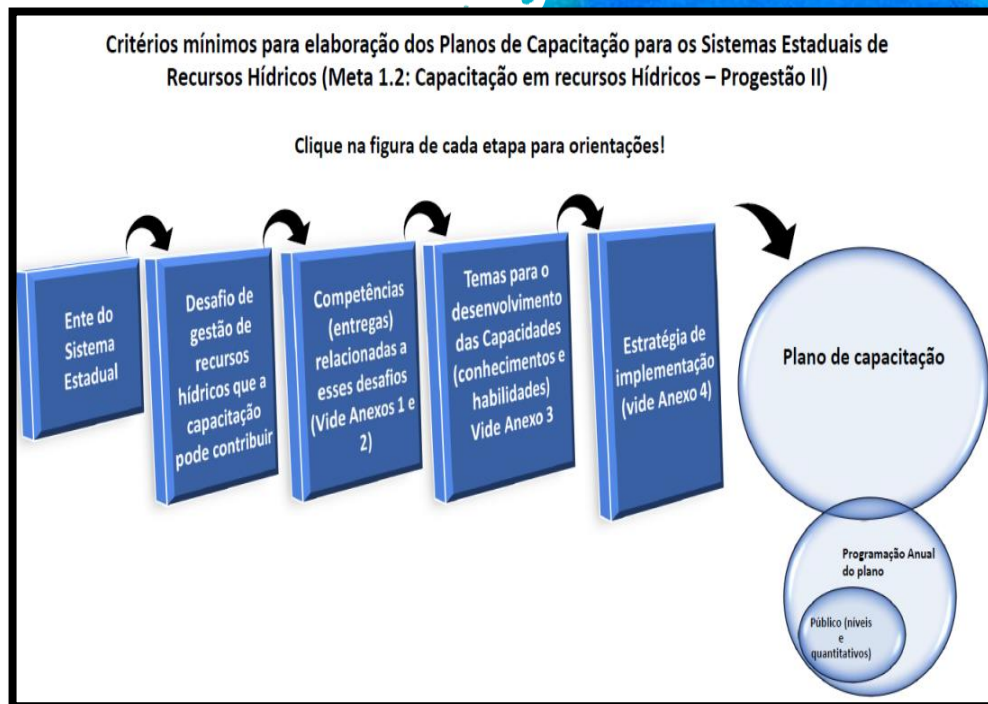 Critérios mínimos para elaboração dos Planos de Capacitação para os Sistemas Estaduais de
Recursos Hídricos (Meta 1.2: Capacitação em recursos Hídricos – Progestão II)
Clique na figura de cada etapa para orientações!
Ente do
Sistema
Estadual
Desafio de
gestão de
recursos
hídricos que a
capacitação
pode contribuir
Competências
(entregas)
relacionadas a
esses desafios
(Vide Anexos 1 e
2)
Temas para o
desenvolvimento
das Capacidades
(conhecimentos e
habilidades)
Vide Anexo 3
Estratégia de
implementação
(vide Anexo 4)
Plano de capacitação
Programação Anual
do plano
Público (níveis
e
quantitativos)